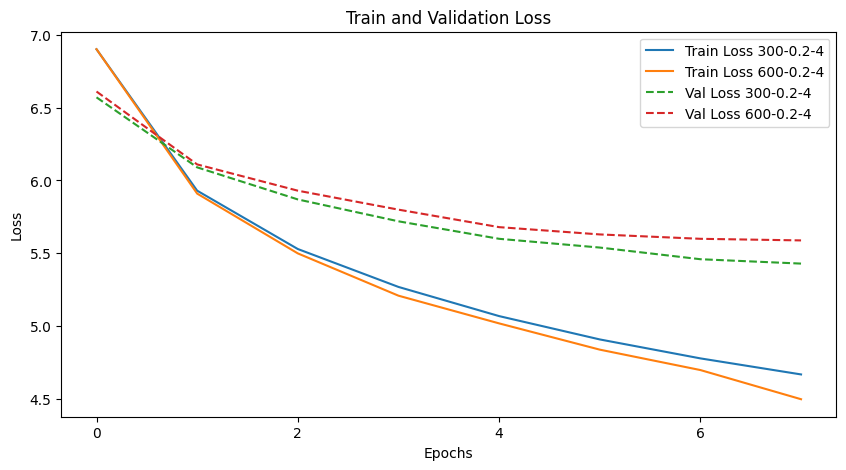 Train and Validation Loss
Train Loss 300-0.2-4
Train Loss 600-0.2-4
Val Loss 300-0.2-4
Val Loss 600-0.2-4
Loss
7.0
6.5
6.0
5.5
5.0
4.5
0 2 4 6
Epochs